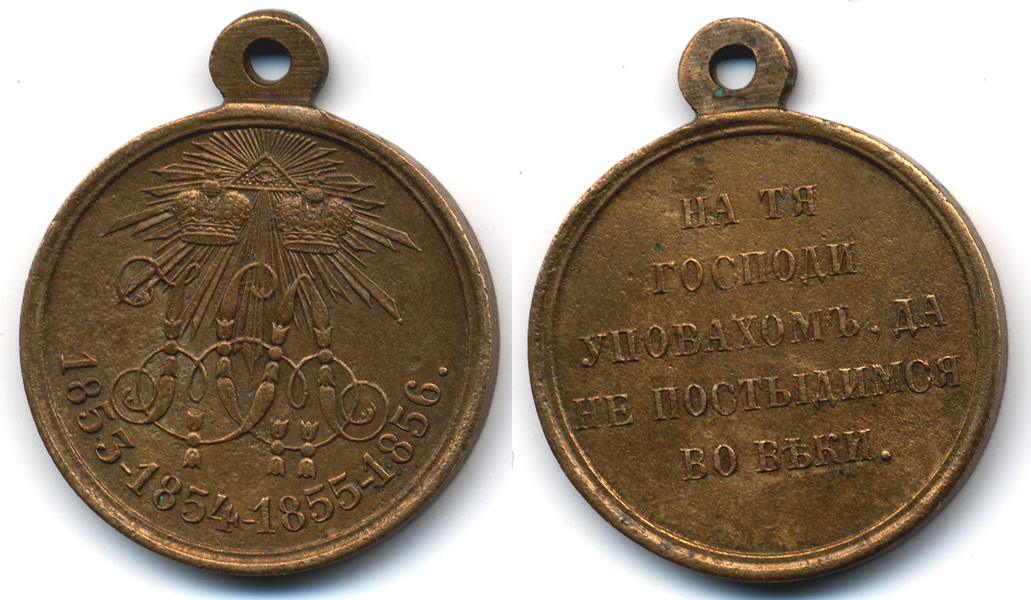 1853-1854-1855-1856.
НА ТЯ
ГОСПОДИ
УПОВАХОМЪ. ДА
НЕ ПОСТЫДИМСЯ
ВО ВѢКИ.